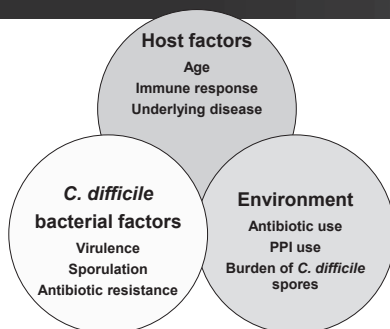 Host factors
Age
Immune response
Underlying disease
C. difficile
bacterial factors
Virulence
Sporulation
Antibiotic resistance
Environment
Antibiotic use
PPI use
Burden of C. difficile
spores